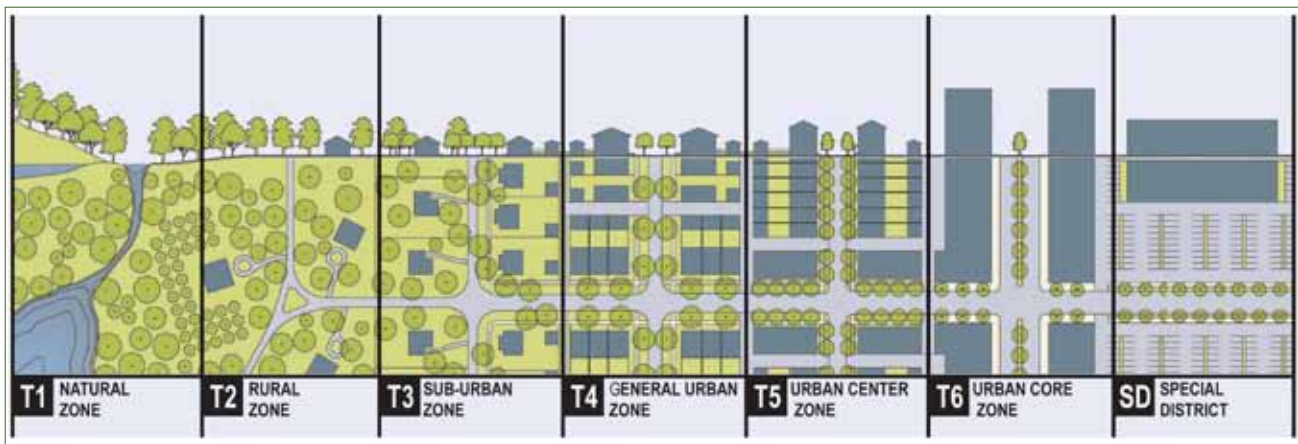 T1 NATURAL
ZONE
T2 RURAL
ZONE
T3 SUB-URBAN
ZONE
T4 GENERAL URBAN
ZONE
T5 URBAN CENTER
ZONE
T6 URBAN CORE
ZONE
SD SPECIAL
DISTRICT